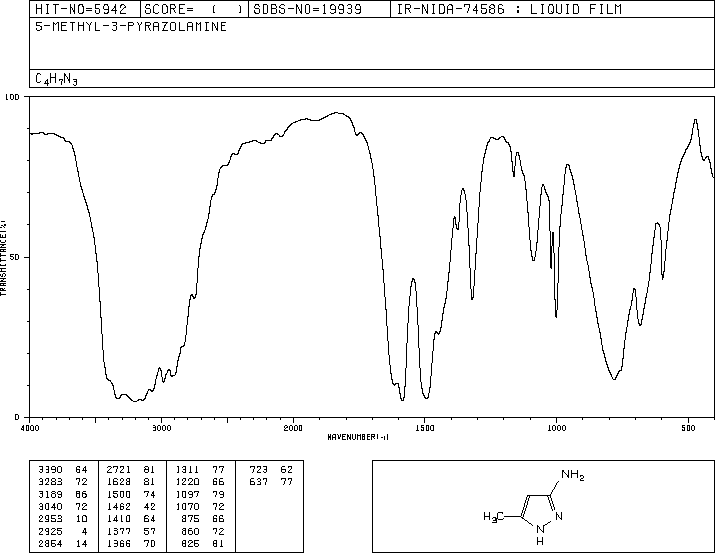 HIT-NO=5942 SCORE= ( ) SDBS-NO=19939 IR-NIDA-74586 : LIQUID FILM
5-METHYL-3-PYRAZOLAMINE
C4H7N3
100
50
0
TRANSMITTANCE(%)
4000 3000 2000 1500 1000 500
WAVENUMBER(-1)
3390 64 2721 81 1311 77 723 62
3283 72 1628 81 1220 66 637 77
3189 86 1500 74 1097 79
3040 72 1462 42 1070 72
2953 10 1410 64 875 66
2925 4 1377 57 860 72
2854 14 1366 70 825 81
NH2
H3C N
N
H